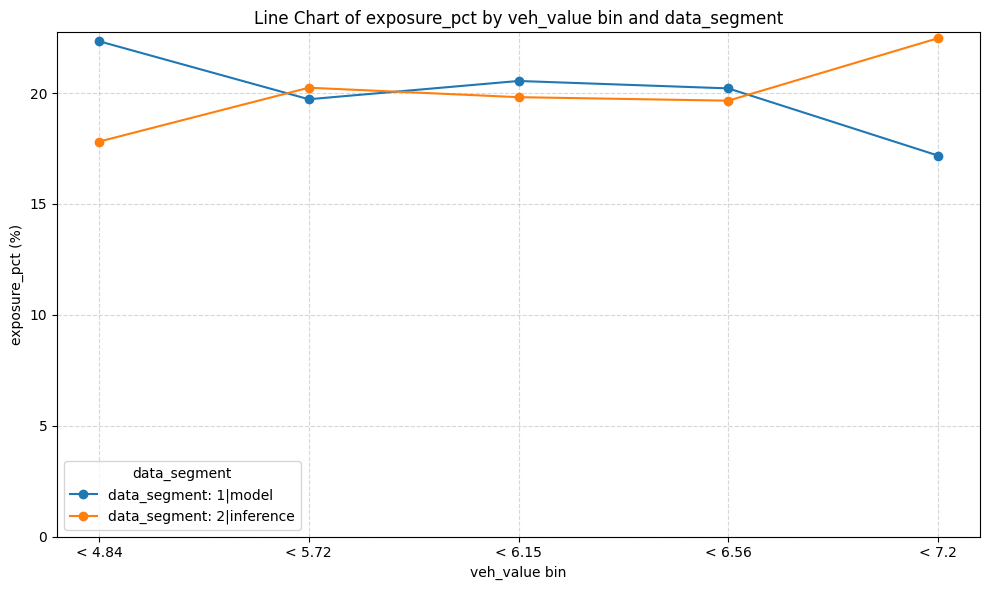 Line Chart of exposure_pct by veh_value bin and data_segment
exposure_pct (%)
20
15
10
5
0
data_segment
data_segment: 1|model
data_segment: 2|inference
< 4.84
< 5.72
< 6.15
< 6.56
< 7.2
veh_value bin